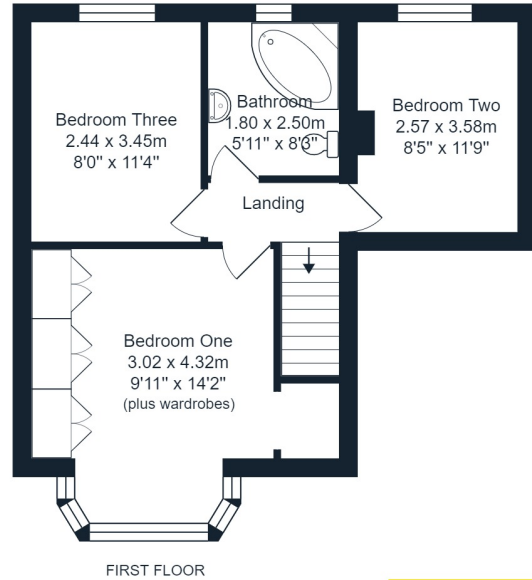 Bedroom Three
2.44 x 3.45m
8'0" x 11'4"
Bathroom
1.80 x 2.50m
5'11" x 8'3"
Bedroom Two
2.57 x 3.58m
8'5" x 11'9"
Landing
Bedroom One
3.02 x 4.32m
9'11" x 14'2"
(plus wardrobes)
FIRST FLOOR